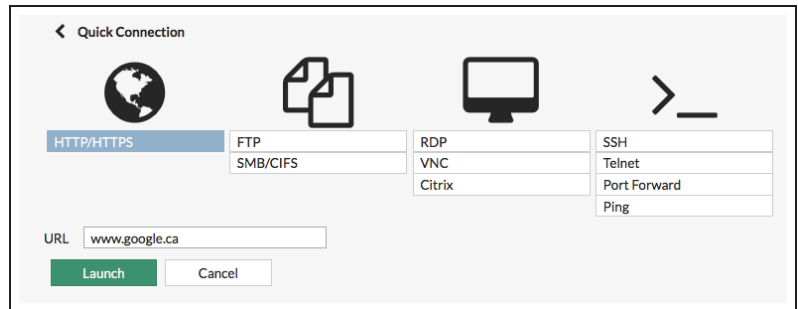 Quick Connection
HTTP/HTTPS
FTP
SMB/CIFS
RDP
VNC
Citrix
SSH
Telnet
Port Forward
Ping
URL www.google.ca
Launch Cancel